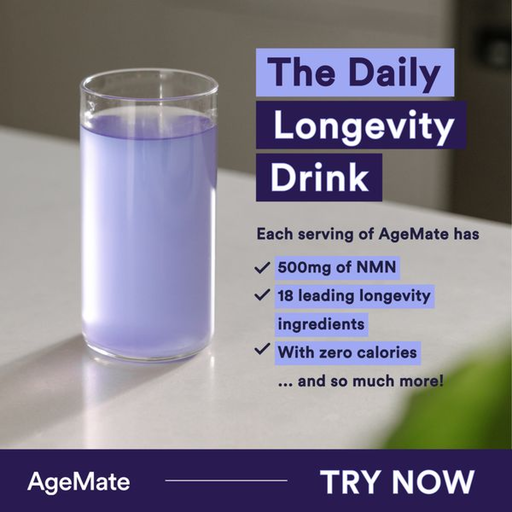 The Daily
Longevity
Drink
Each serving of AgeMate has
500mg of NMN
18 leading longevity
ingredients
With zero calories
... and so much more!
AgeMate
TRY NOW